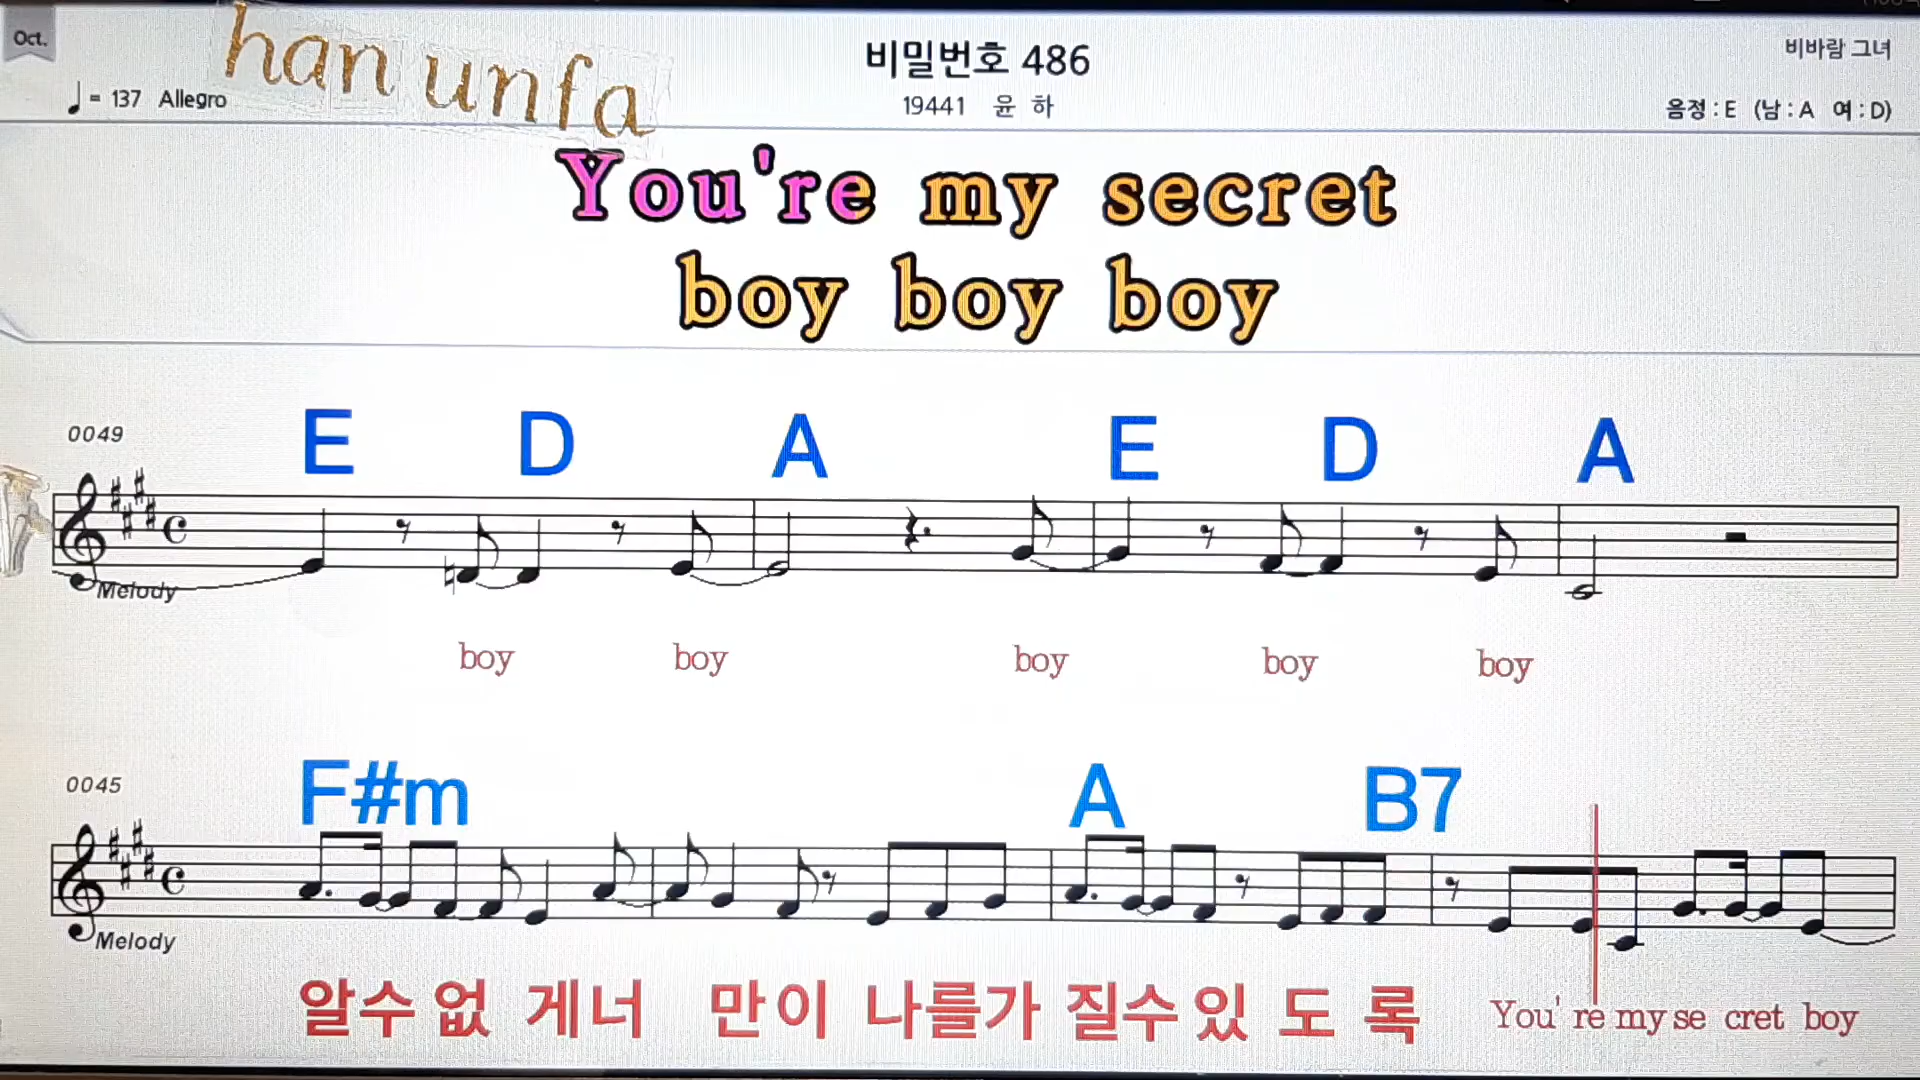 Oct.
han unfa
비밀번호 486
비바람 그녀
= 137 Allegro
19441 윤 하
음정 : E (남 : A 여 : D)
You're my secret
boy boy boy
0049
E D A E D A
Melody
boy boy boy boy boy
0045
F#m A B7
Melody
알수 없 게너 만이 나를가 질수있 도 록 You' re my se cret boy